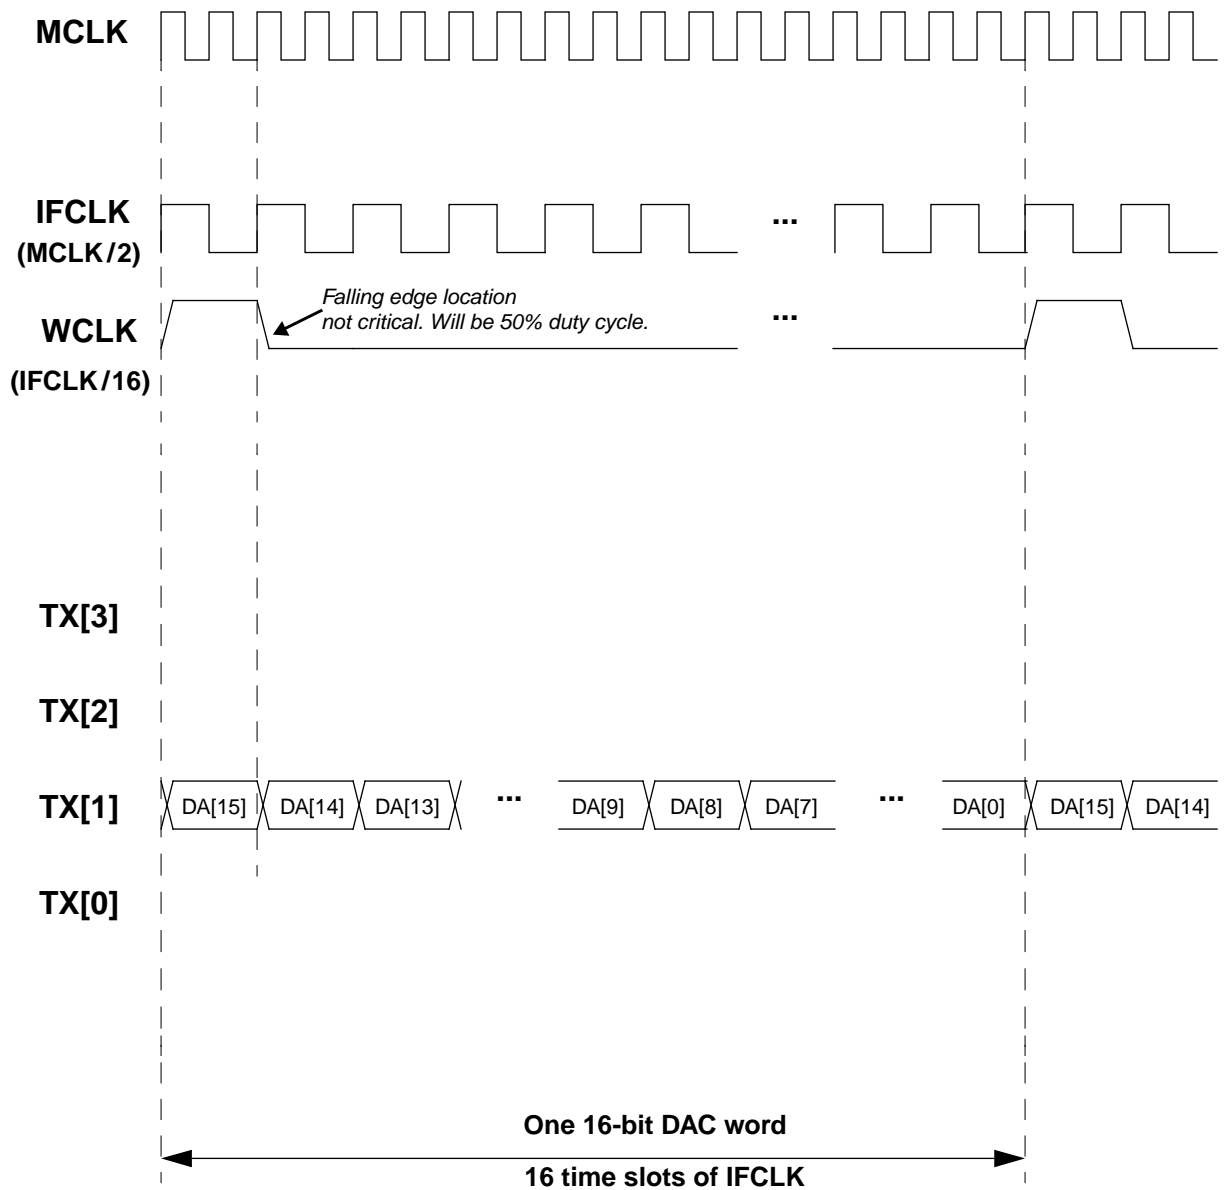 MCLK
IFCLK
(MCLK/2)
...
WCLK
(IFCLK/16)
Falling edge location
not critical. Will be 50% duty cycle.
...
TX[3]
TX[2]
TX[1]
DA[15] DA[14] DA[13] ... DA[9] DA[8] DA[7] ... DA[0] DA[15] DA[14]
TX[0]
One 16-bit DAC word
16 time slots of IFCLK